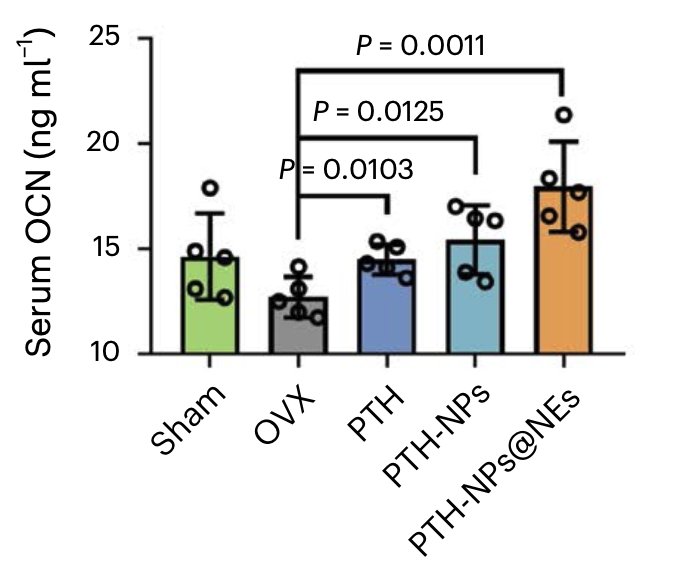 Serum OCN (ng ml⁻¹)
25
20
15
10
P = 0.0011
P = 0.0125
P = 0.0103
Sham
OVX
PTH
PTH-NPs
PTH-NPs@NEs